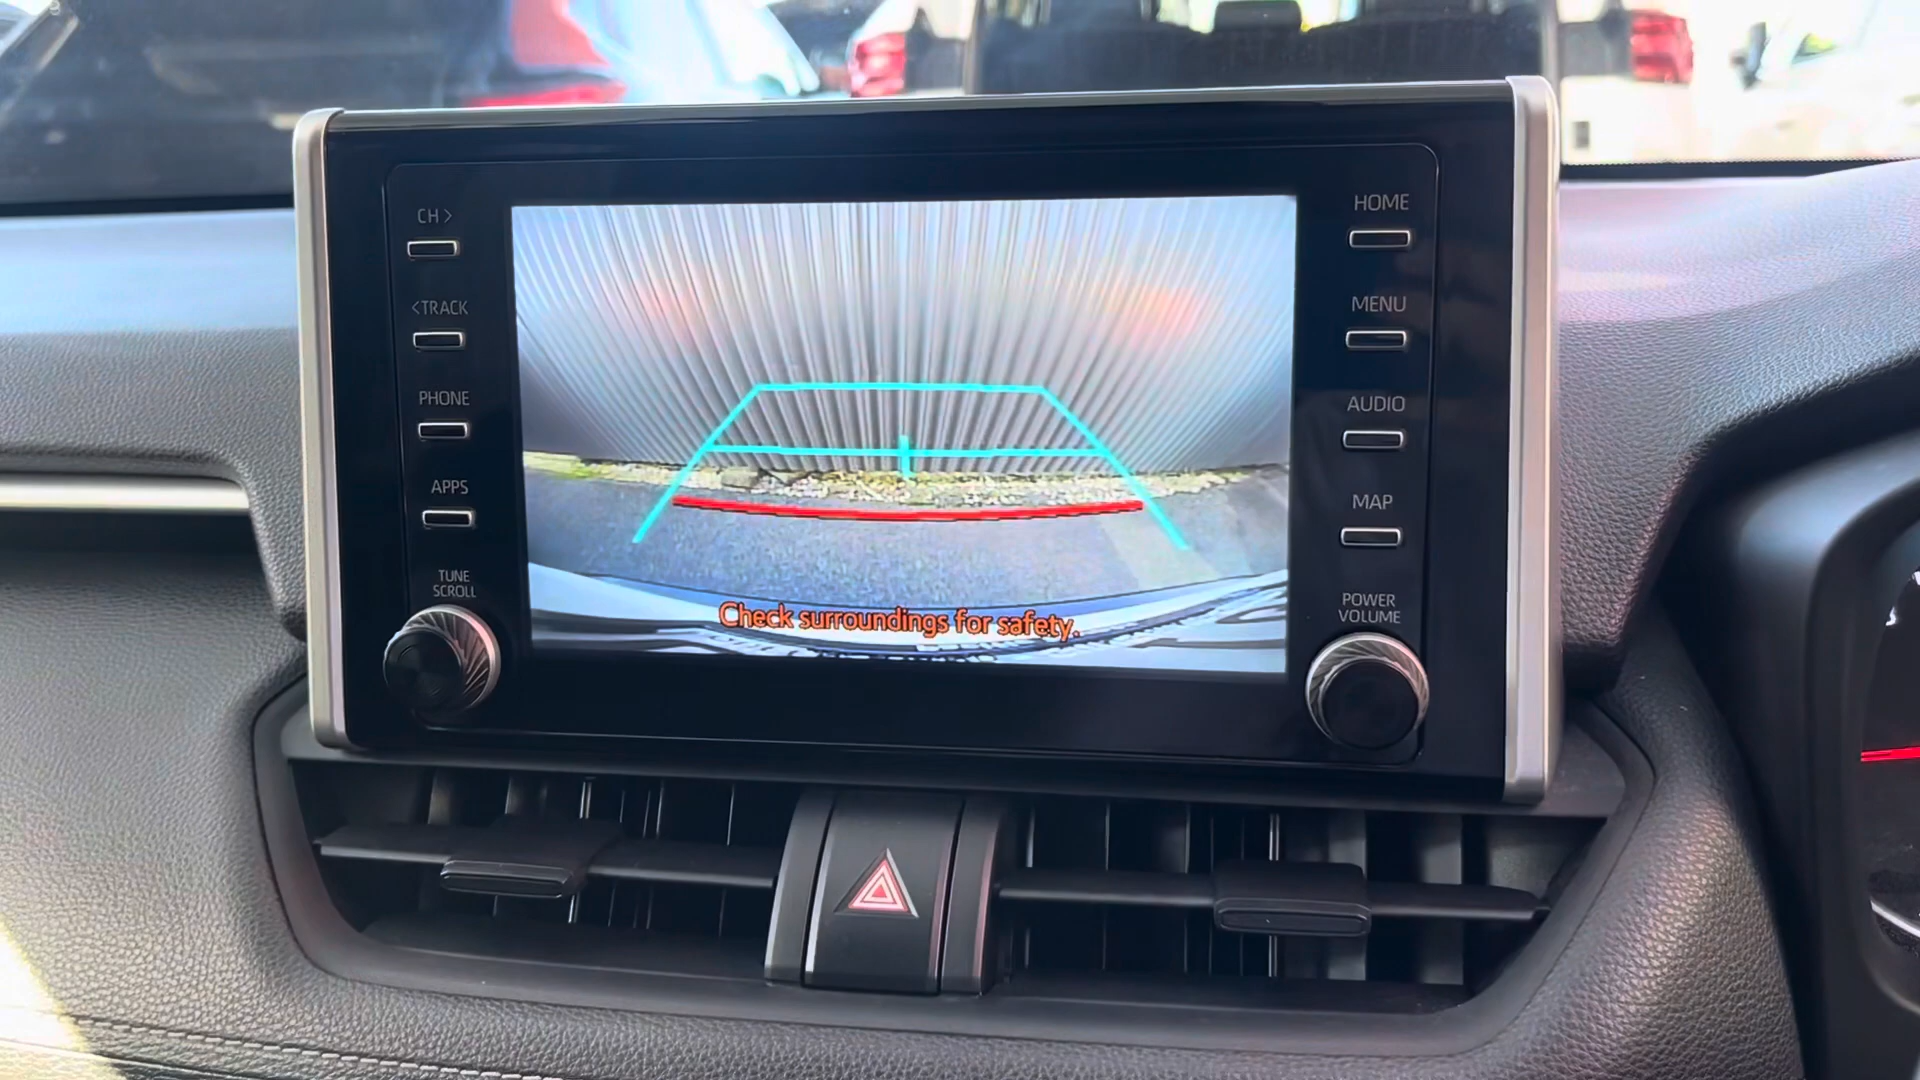 CH >
< TRACK
PHONE
APPS
TUNE
SCROLL
HOME
MENU
AUDIO
MAP
POWER
VOLUME
Check surroundings for safety.